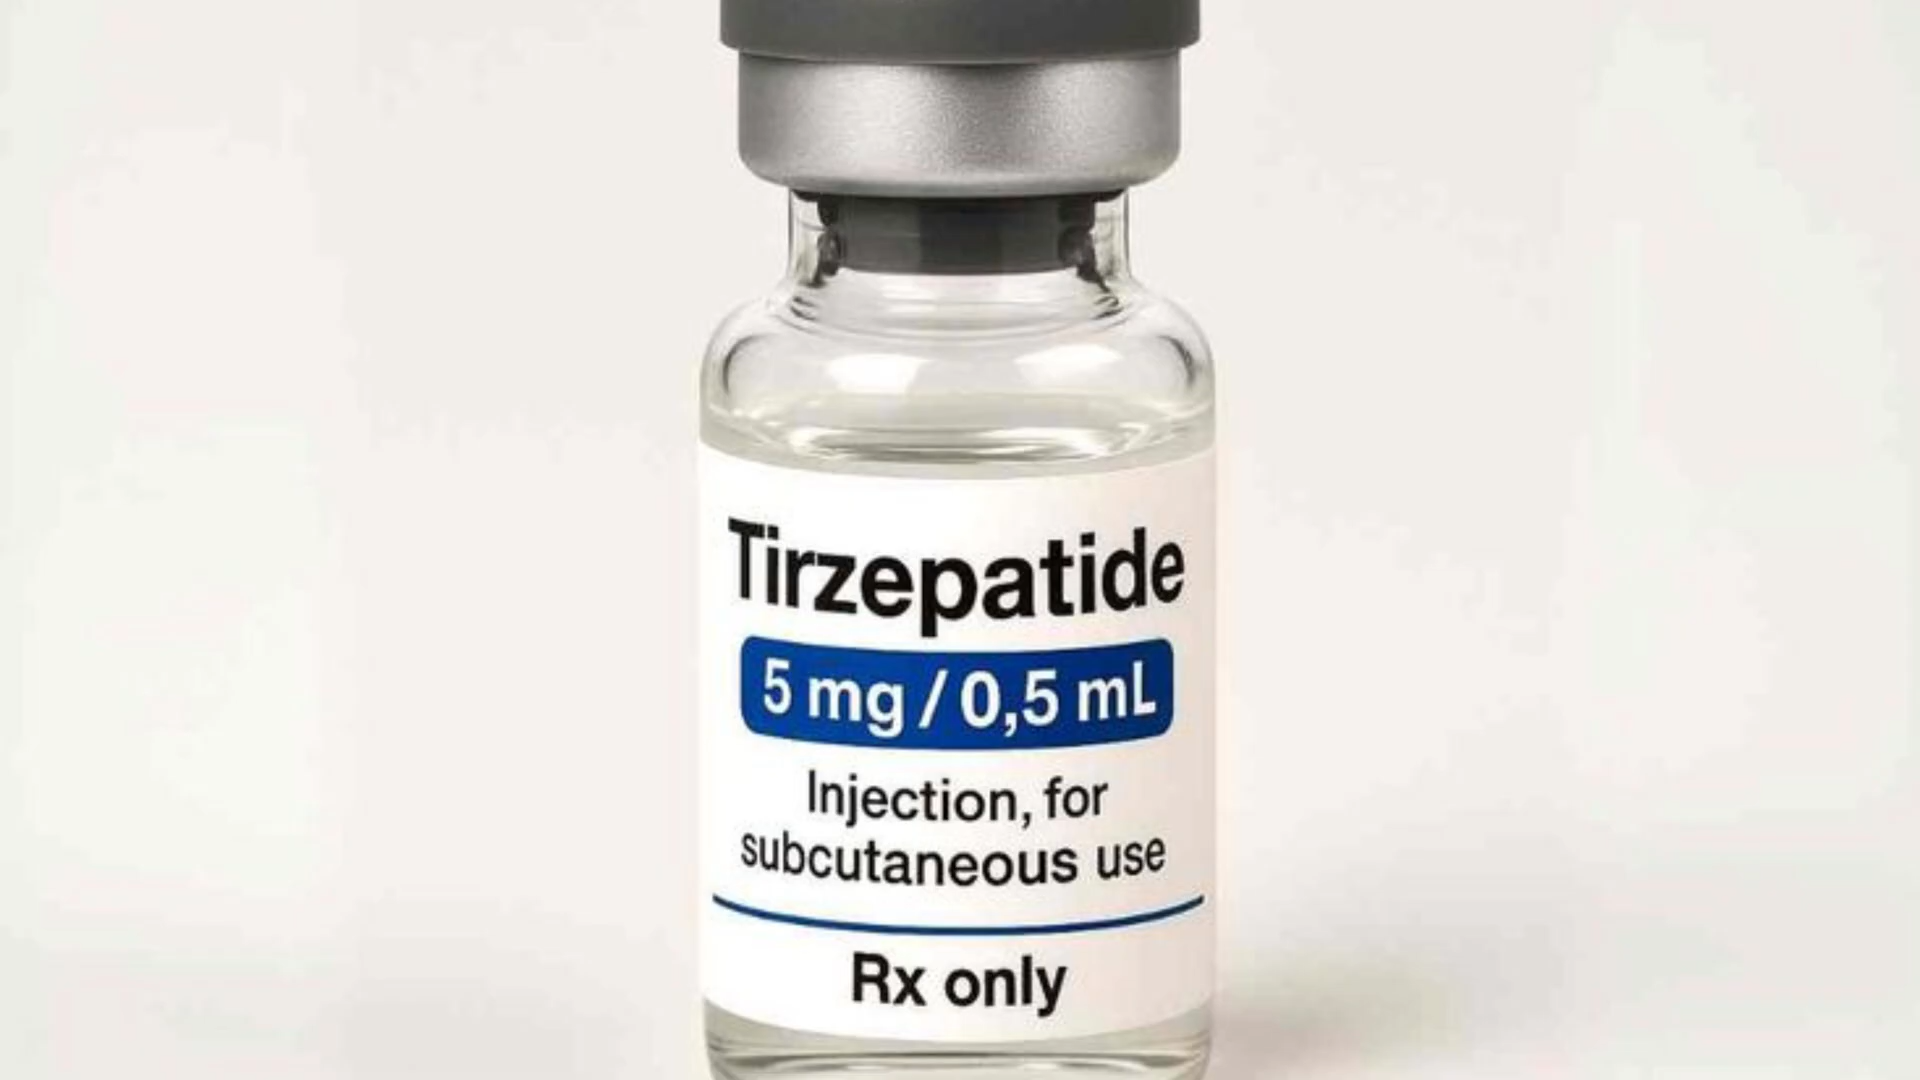 Tirzepatide
5 mg / 0,5 mL
Injection, for
subcutaneous use
Rx only